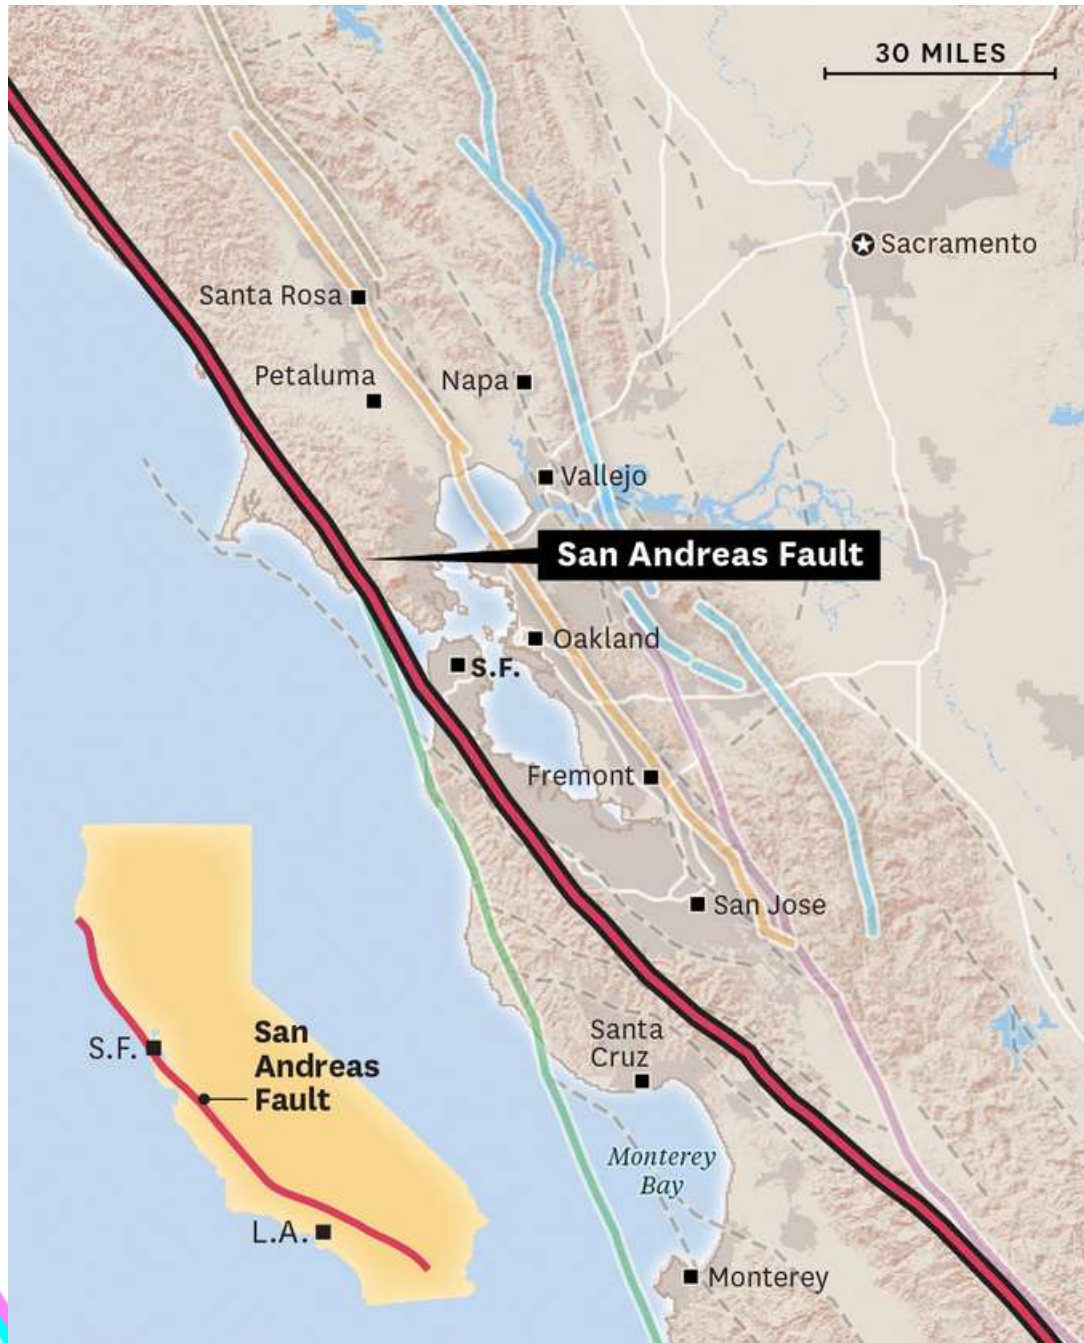 30 MILES
Sacramento
Santa Rosa
Petaluma
Napa
Vallejo
San Andreas Fault
Oakland
S.F.
Fremont
San Jose
Santa
Cruz
Monterey
Bay
Monterey
S.F.
San
Andreas
Fault
L.A.